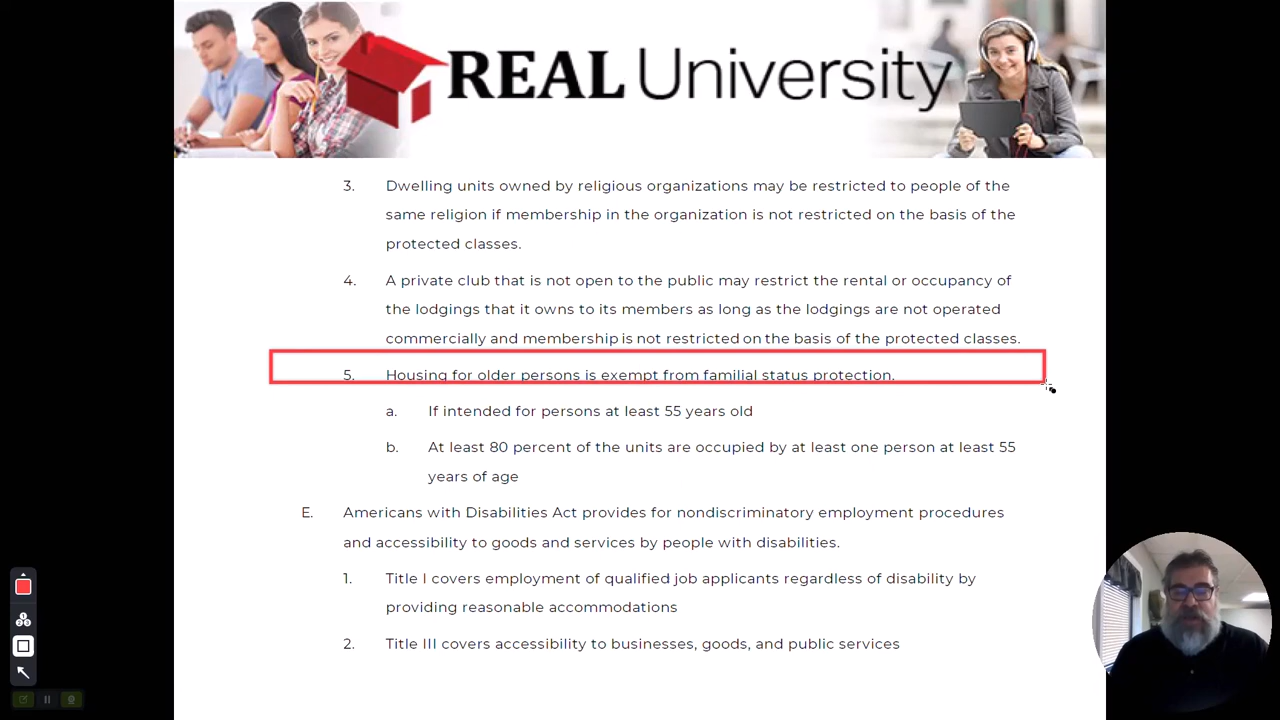 REAL University
3. Dwelling units owned by religious organizations may be restricted to people of the
same religion if membership in the organization is not restricted on the basis of the
protected classes.
4. A private club that is not open to the public may restrict the rental or occupancy of
the lodgings that it owns to its members as long as the lodgings are not operated
commercially and membership is not restricted on the basis of the protected classes.
5. Housing for older persons is exempt from familial status protection.
a. If intended for persons at least 55 years old
b. At least 80 percent of the units are occupied by at least one person at least 55
years of age
E. Americans with Disabilities Act provides for nondiscriminatory employment procedures
and accessibility to goods and services by people with disabilities.
1. Title I covers employment of qualified job applicants regardless of disability by
providing reasonable accommodations
2. Title III covers accessibility to businesses, goods, and public services